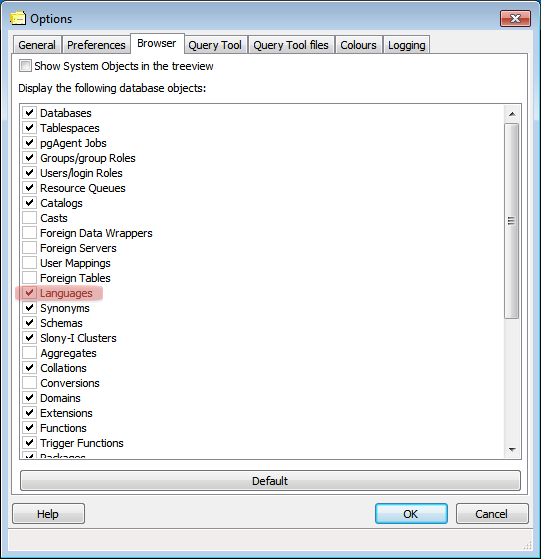 Options
General Preferences Browser Query Tool Query Tool files Colours Logging
Show System Objects in the treeview
Display the following database objects:
Databases
Tablespaces
pgAgent Jobs
Groups/group Roles
Users/login Roles
Resource Queues
Catalogs
Casts
Foreign Data Wrappers
Foreign Servers
User Mappings
Foreign Tables
Languages
Synonyms
Schemas
Slony-I Clusters
Aggregates
Collations
Conversions
Domains
Extensions
Functions
Trigger Functions
Packages
Default
Help OK Cancel